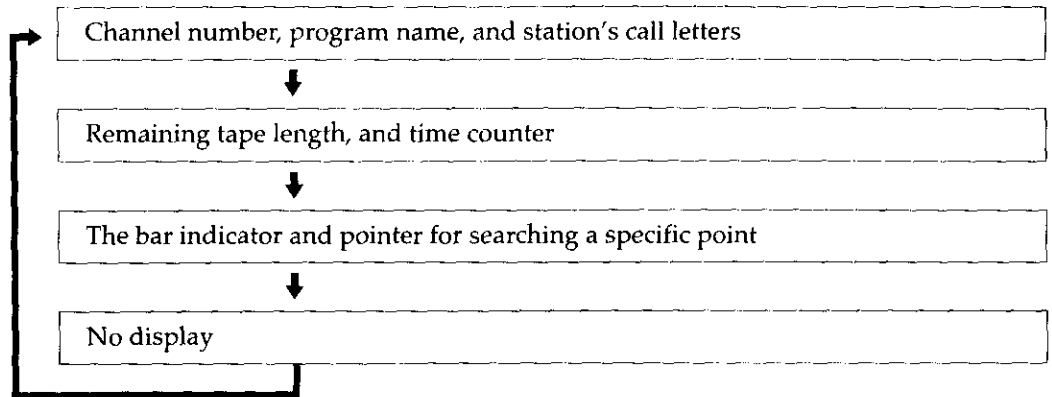 Channel number, program name, and station's call letters
Remaining tape length, and time counter
The bar indicator and pointer for searching a specific point
No display